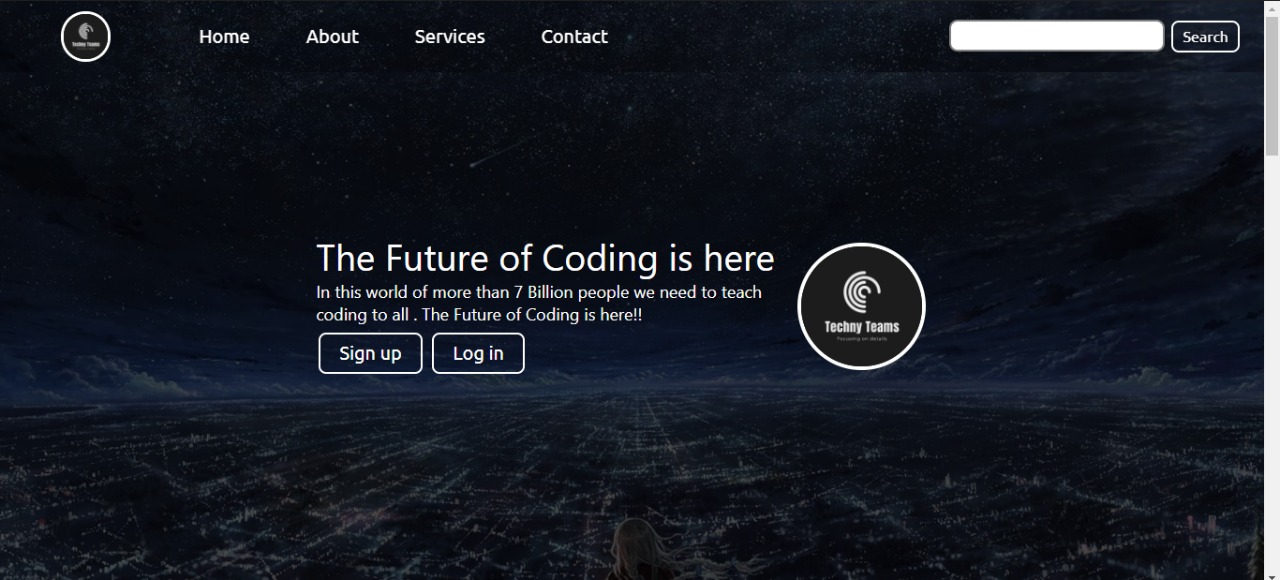 Techny Teams
Home
About
Services
Contact
Search
The Future of Coding is here
In this world of more than 7 Billion people we need to teach
coding to all . The Future of Coding is here!!
Sign up
Log in
Techny Teams
Focusing on details